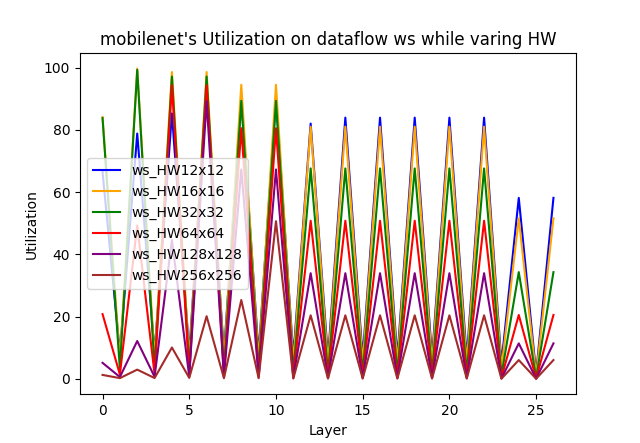 mobilenet's Utilization on dataflow ws while varing HW
Utilization
100
80
60
40
20
0
ws_HW12x12
ws_HW16x16
ws_HW32x32
ws_HW64x64
ws_HW128x128
ws_HW256x256
0 5 10 15 20 25
Layer